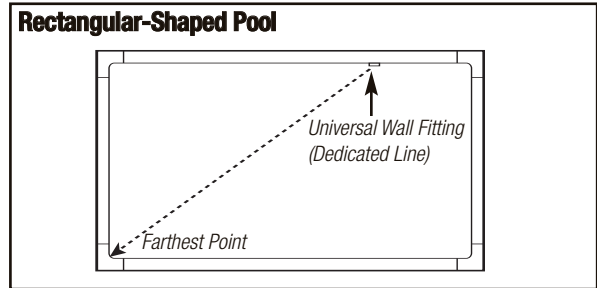 Rectangular-Shaped Pool
Universal Wall Fitting
(Dedicated Line)
Farthest Point